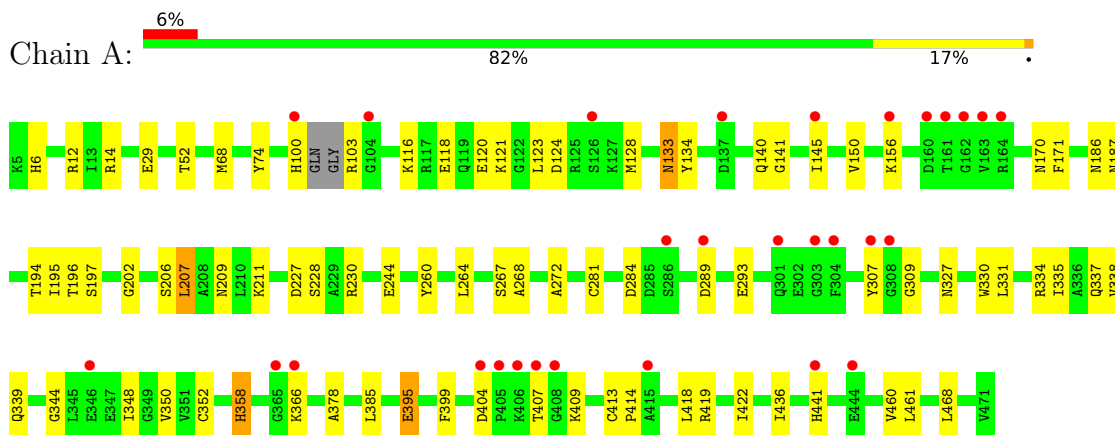 6%
Chain A:
82% 17% •
K5 H6 R12 I13 R14 E29 T52 M68 Y74 H100 GLN GLY R103 G104 K116 R117 E118 Q119 E120 K121 G122 L123 D124 R125 S126 K127 M128 N133 Y134 D137 Q140 G141 I145 V150 K156 D160 T161 G162 V163 R164 N170 F171 N186 N187
T194 I195 T196 S197 G202 S206 L207 A208 N209 L210 K211 D227 S228 A229 R230 E244 Y260 L264 S267 A268 A272 C281 D284 D285 S286 D289 E293 Q301 E302 G303 F304 Y307 G308 G309 N327 W330 L331 R334 I335 A336 Q337 V338
Q339 G344 L345 E346 E347 I348 G349 V350 V351 C352 H358 G365 K366 A378 L385 E395 F399 D404 P405 K406 T407 G408 K409 C413 P414 A415 L418 R419 I422 I436 H441 E444 V460 L461 L468 V471